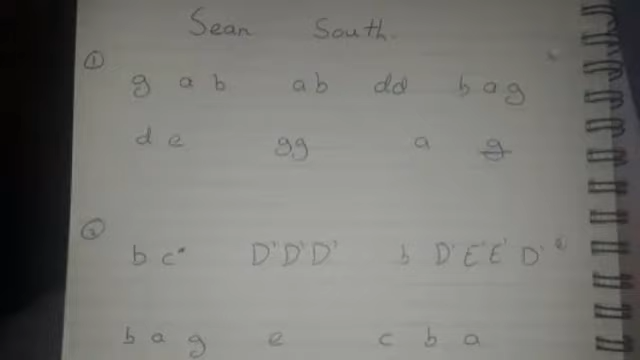 Sean South.
①
g a b ab dd b a g
d e gg a g
②
b c' D' D' D' b D' E' E' D'
b a g e c b a